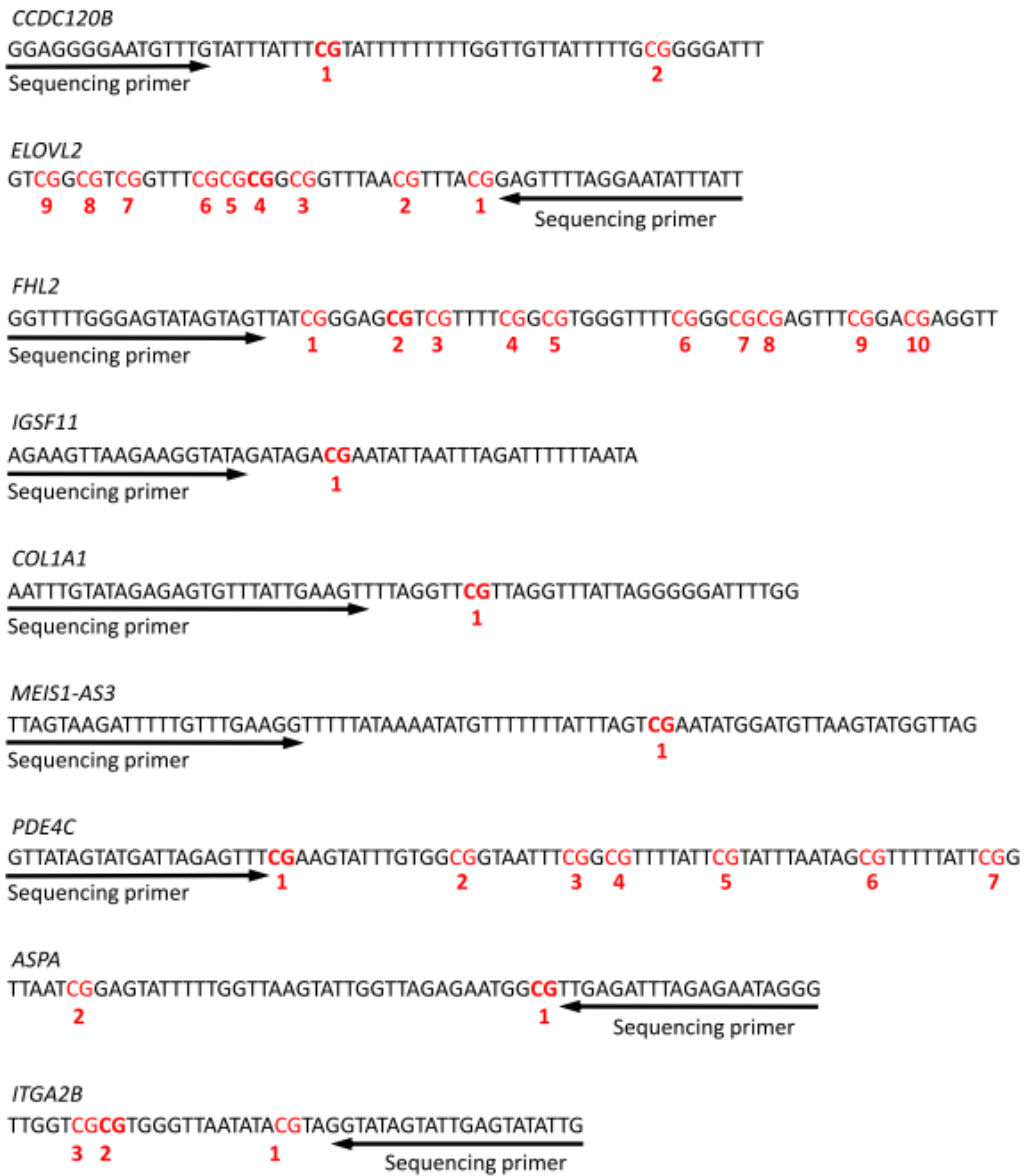 CCDC120B
GGAGGGGAATGTTTGTATTTATTTCGTATTTTTTTTTGGTTGTTATTTTTGCGGGGATTT
Sequencing primer 1 2
ELOVL2
GTCGGCGTCGGTTTCGCGCGGCGGTTTAACGTTTACGGAGTTTTAGGAATATTTATT
9 8 7 6 5 4 3 2 1 Sequencing primer
FHL2
GGTTTTGGGAGTATAGTAGTTATCGGGAGCGTCGTTTTCGGCGTGGGTTTTCGGGCGCGAGTTTCGGACGAGGTT
Sequencing primer 1 2 3 4 5 6 7 8 9 10
IGSF11
AGAAGTTAAGAAGGTATAGATAGACGAATATTAATTTAGATTTTTTAATA
Sequencing primer 1
COL1A1
AATTTGTATAGAGAGTGTTTATTGAAGTTTTAGGTTCGTTAGGTTTATTAGGGGGATTTTGG
Sequencing primer 1
MEIS1-AS3
TTAGTAAGATTTTTGTTTGAAGGTTTTTATAAAATATGTTTTTTTATTTAGTCGAATATGGATGTTAAGTATGGTTAG
Sequencing primer 1
PDE4C
GTTATAGTATGATTAGAGTTTCGAAGTATTTGTGGCGGTAATTTCGGCGTTTTATTCGTATTTAATAGCGTTTTTATTCGG
Sequencing primer 1 2 3 4 5 6 7
ASPA
TTAATCGGAGTATTTTTGGTTAAGTATTGGTTAGAGAATGGCGTTGAGATTTAGAGAATAGGG
2 1 Sequencing primer
ITGA2B
TTGGTCGCGTGGGTTAATATACGTAGGTATAGTATTGAGTATATTG
3 2 1 Sequencing primer